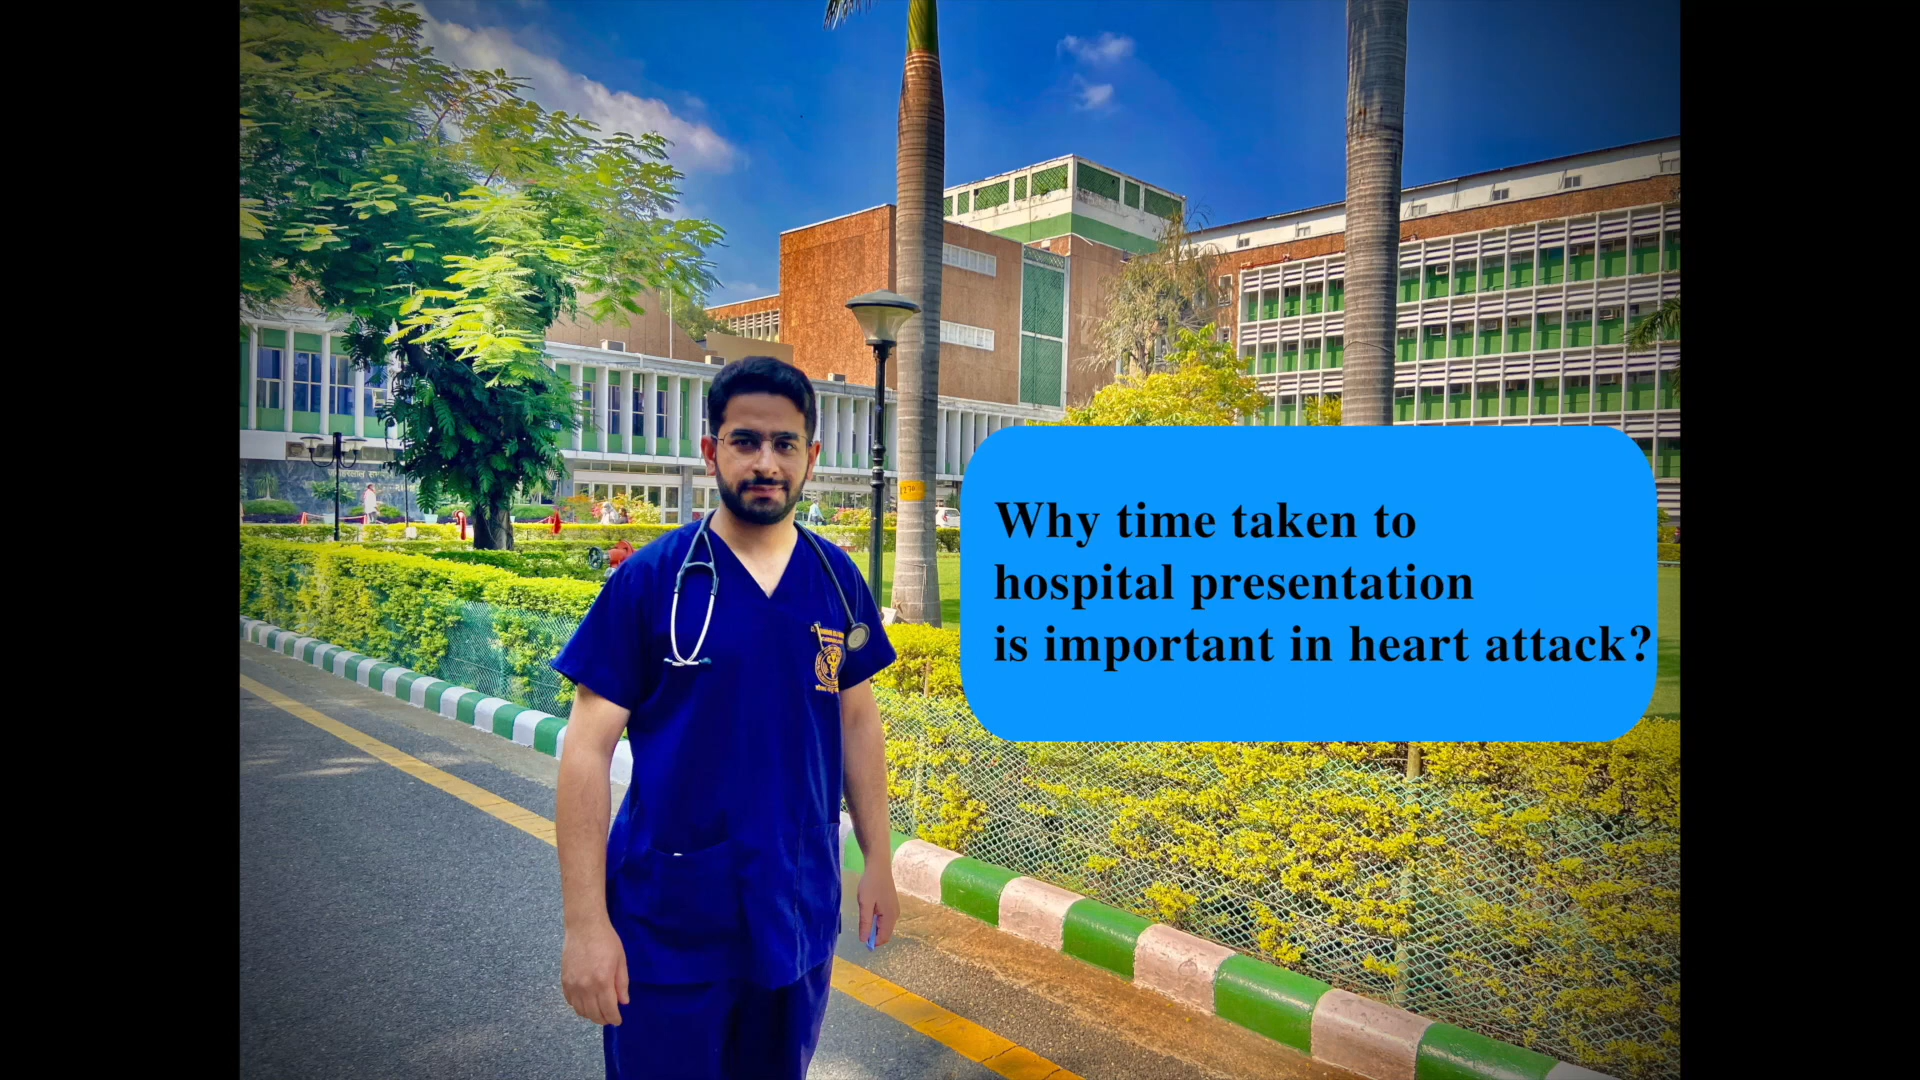 Why time taken to
hospital presentation
is important in heart attack?